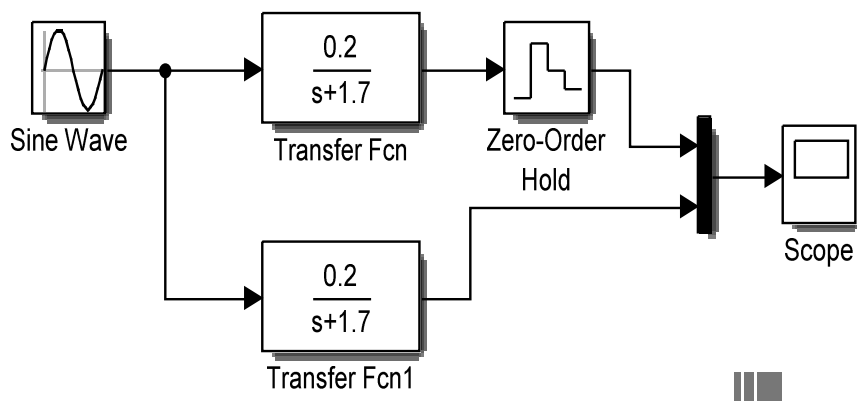 0.2
s+1.7
Sine Wave
Transfer Fcn
Zero-Order
Hold
0.2
s+1.7
Scope
Transfer Fcn1